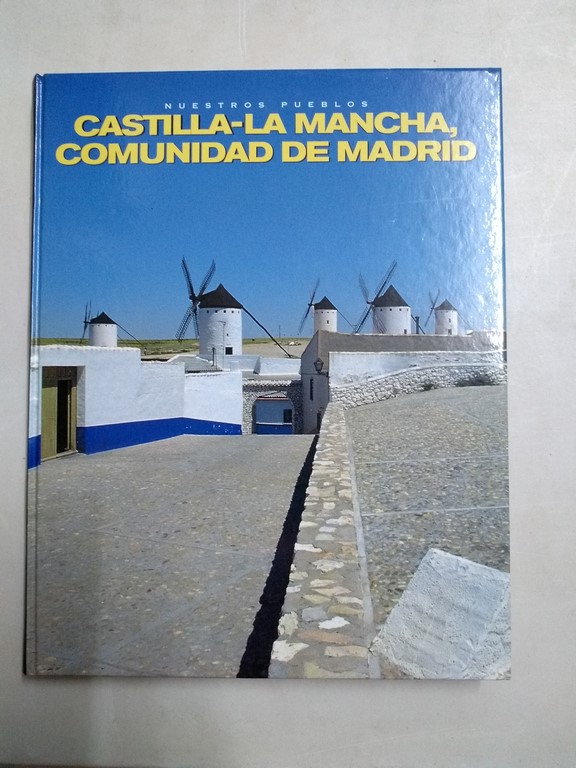 NUESTROS PUEBLOS
CASTILLA-LA MANCHA,
COMUNIDAD DE MADRID